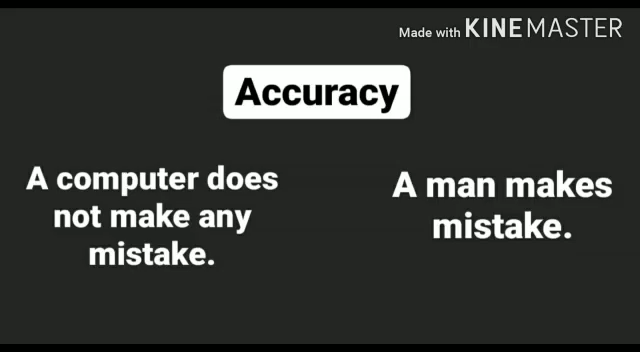 Made with KINEMASTER
Accuracy
A computer does
not make any
mistake.
A man makes
mistake.